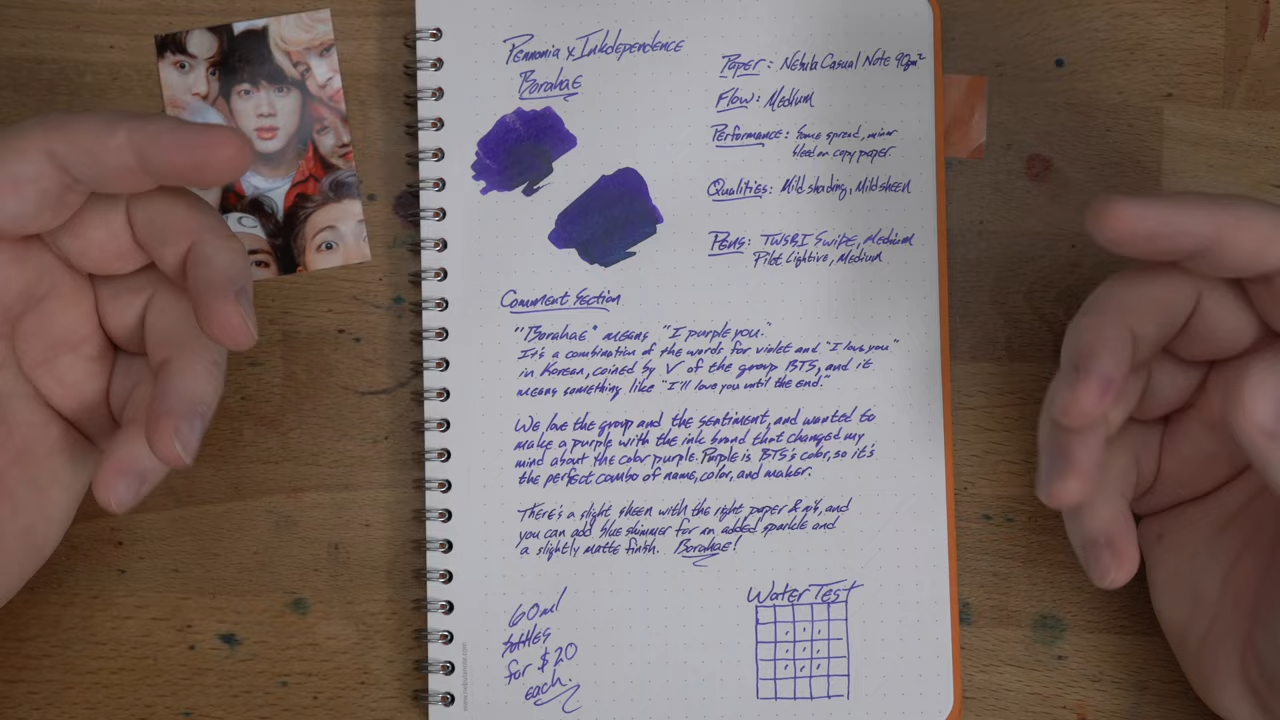 Pennonia x Inkdependence
Borahae
Paper: Nebula Casual Note 90gm²
Flow: Medium
Performance: Some spread, minor
bleed on copy paper.
Qualities: Mild shading, Mild sheen
Pens: TWSBI Swipe, Medium
Pilot Lightive, Medium
Comment Section
"Borahae" means "I purple you."
It's a combination of the words for violet and "I love you"
in Korean, coined by V of the group BTS, and it
means something like "I'll love you until the end."
We love the group and the sentiment, and wanted to
make a purple with the ink brand that changed my
mind about the color purple. Purple is BTS's color, so it's
the perfect combo of name, color, and maker.
There's a slight sheen with the right paper & nib, and
you can add blue shimmer for an added sparkle and
a slightly matte finish. Borahae!
60ml
bottles
for $20
each.
Water Test